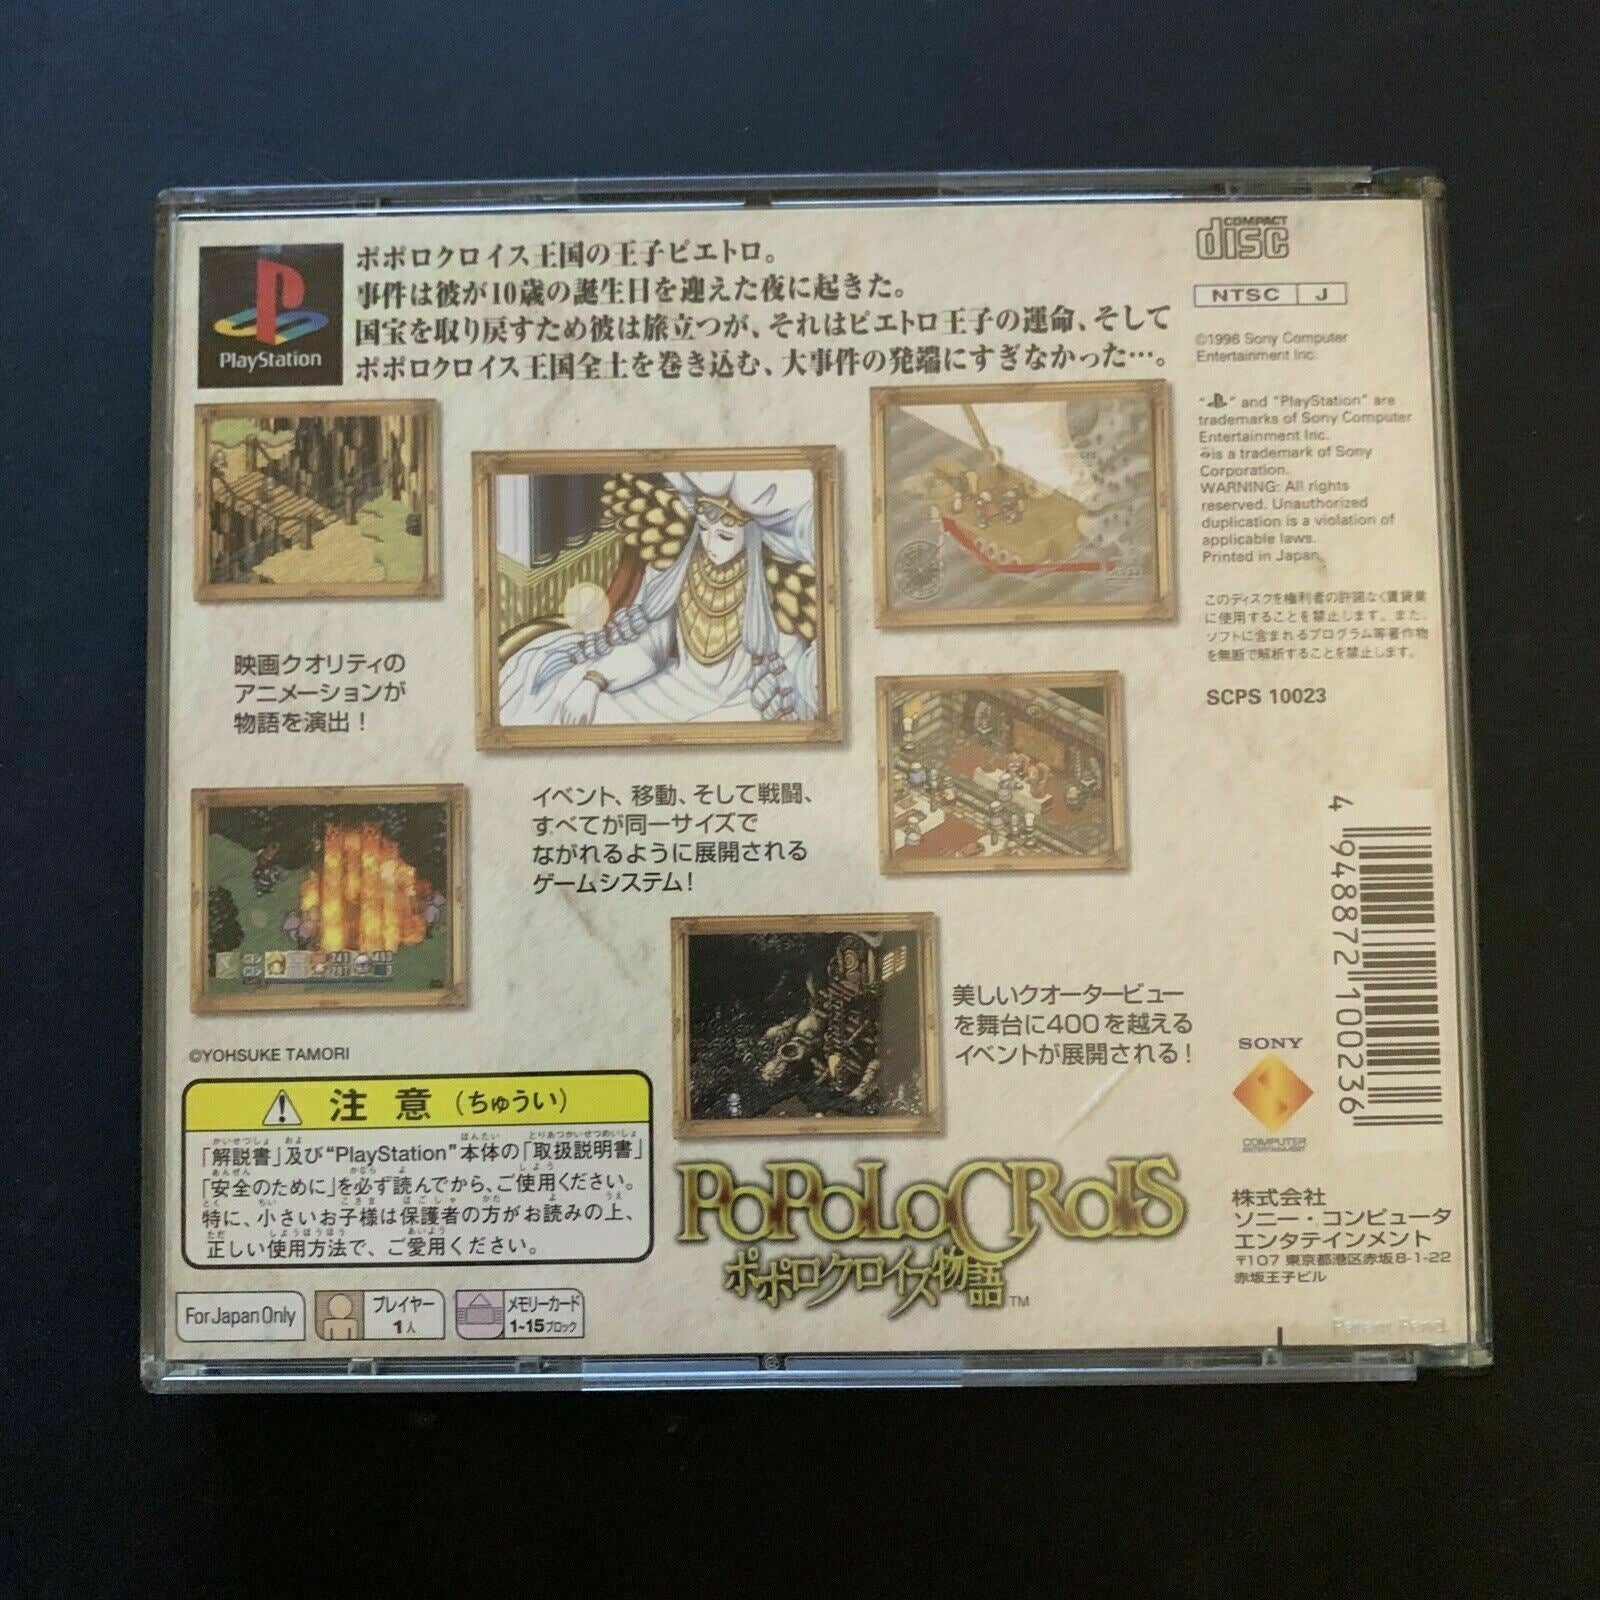 PlayStation
ポポロクロイス王国の王子ピエトロ。
事件は彼が10歳の誕生日を迎えた夜に起きた。
国宝を取り戻すため彼は旅立つが、それはピエトロ王子の運命、そして
ポポロクロイス王国全土を巻き込む、大事件の発端にすぎなかった…。
COMPACT
disc
NTSC J
©1996 Sony Computer
Entertainment Inc.
" " and "PlayStation" are
trademarks of Sony Computer
Entertainment Inc.
is a trademark of Sony
Corporation.
WARNING: All rights
reserved. Unauthorized
duplication is a violation of
applicable laws.
Printed in Japan.
このディスクを権利者の許諾なく賃貸業
に使用することを禁止します。また、
ソフトに含まれるプログラム等著作物
を無断で解析することを禁止します。
SCPS 10023
映画クオリティの
アニメーションが
物語を演出!
イベント、移動、そして戦闘、
すべてが同一サイズで
ながれるように展開される
ゲームシステム!
美しいクオータービュー
を舞台に400を越える
イベントが展開される!
4 948872 100236
©YOHSUKE TAMORI
注意(ちゅうい)
「解説書」及び"PlayStation"本体の「取扱説明書」
「安全のために」を必ず読んでから、ご使用ください。
特に、小さいお子様は保護者の方がお読みの上、
正しい使用方法で、ご愛用ください。
For Japan Only
プレイヤー
1人
メモリーカード
1~15ブロック
POPOLOCROIS
ポポロクロイス物語™
SONY
COMPUTER
ENTERTAINMENT
株式会社
ソニー・コンピュータ
エンタテインメント
〒107 東京都港区赤坂8-1-22
赤坂王子ビル